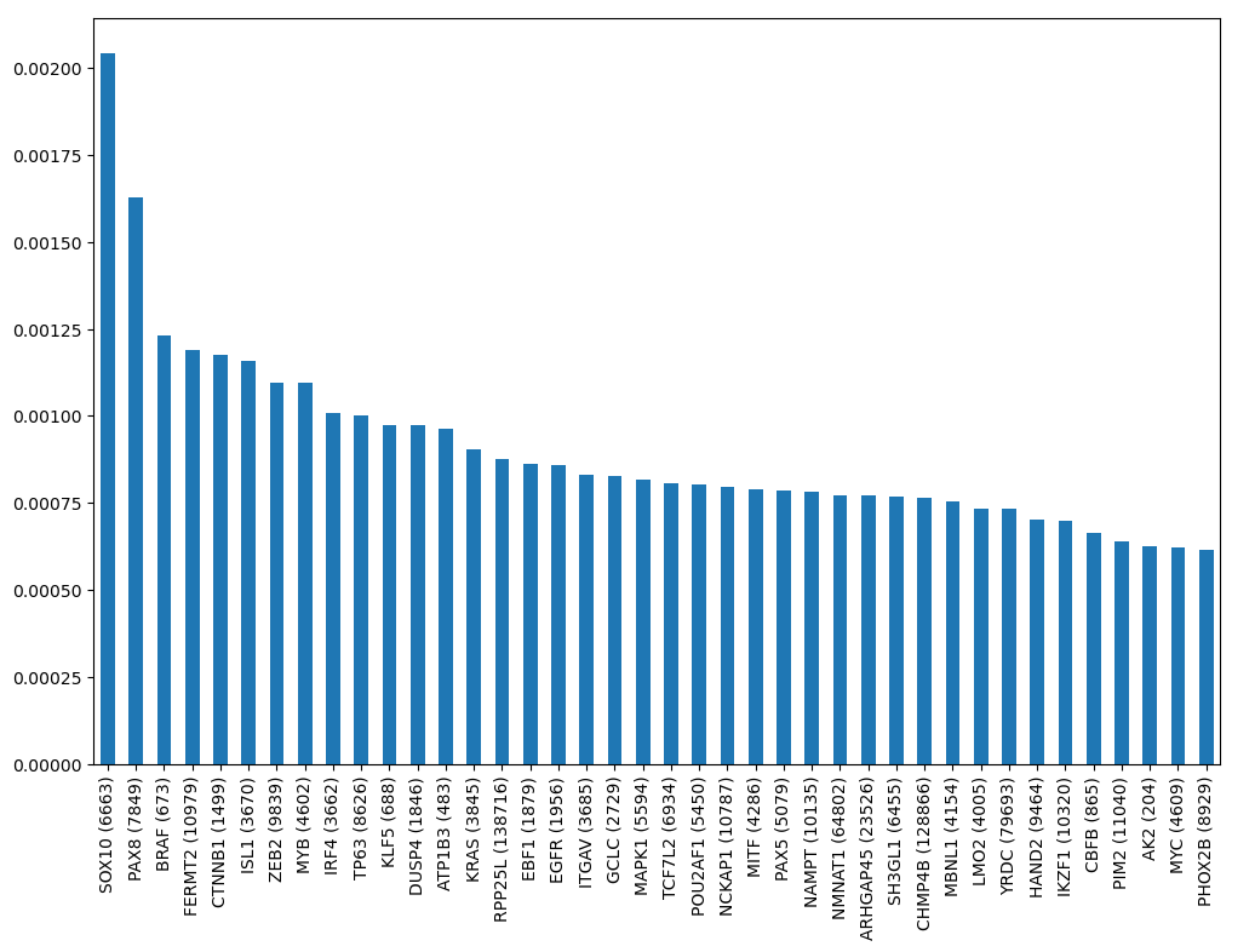 0.00200
0.00175
0.00150
0.00125
0.00100
0.00075
0.00050
0.00025
0.00000
SOX10 (6663)
PAX8 (7849)
BRAF (673)
FERMT2 (10979)
CTNNB1 (1499)
ISL1 (3670)
ZEB2 (9839)
MYB (4602)
IRF4 (3662)
TP63 (8626)
KLF5 (688)
DUSP4 (1846)
ATP1B3 (483)
KRAS (3845)
RPP25L (138716)
EBF1 (1879)
EGFR (1956)
ITGAV (3685)
GCLC (2729)
MAPK1 (5594)
TCF7L2 (6934)
POU2AF1 (5450)
NCKAP1 (10787)
MITF (4286)
PAX5 (5079)
NAMPT (10135)
NMNAT1 (64802)
ARHGAP45 (23526)
SH3GL1 (6455)
CHMP4B (128866)
MBNL1 (4154)
LMO2 (4005)
YRDC (79693)
HAND2 (9464)
IKZF1 (10320)
CBFB (865)
PIM2 (11040)
AK2 (204)
MYC (4609)
PHOX2B (8929)